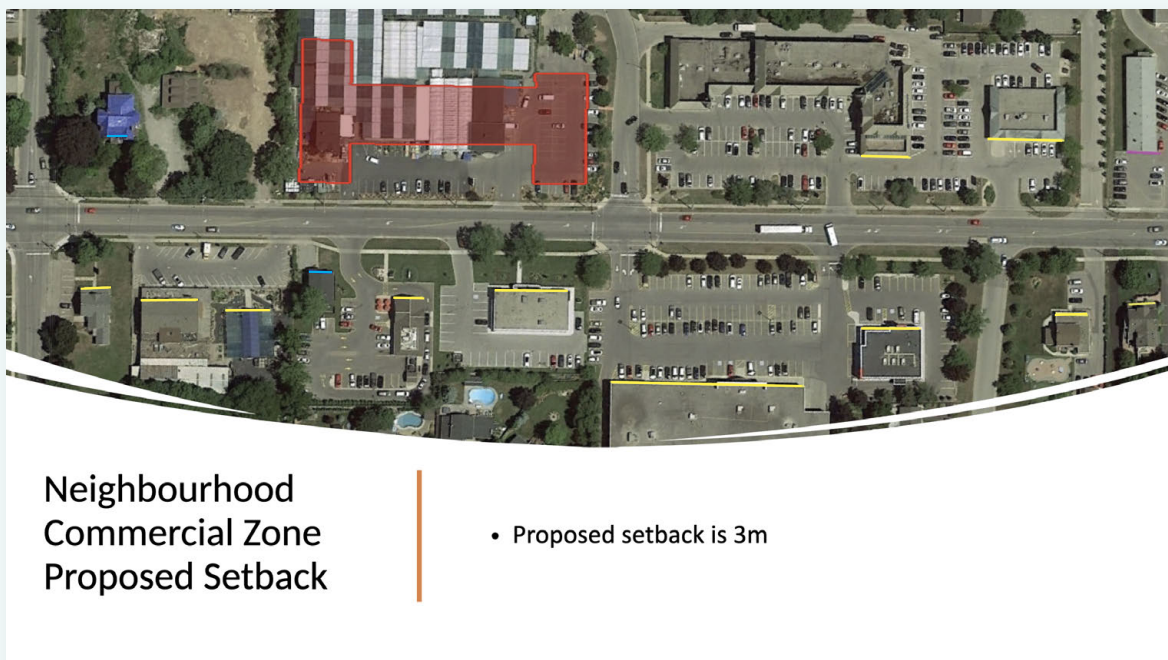 Neighbourhood
Commercial Zone
Proposed Setback
• Proposed setback is 3m